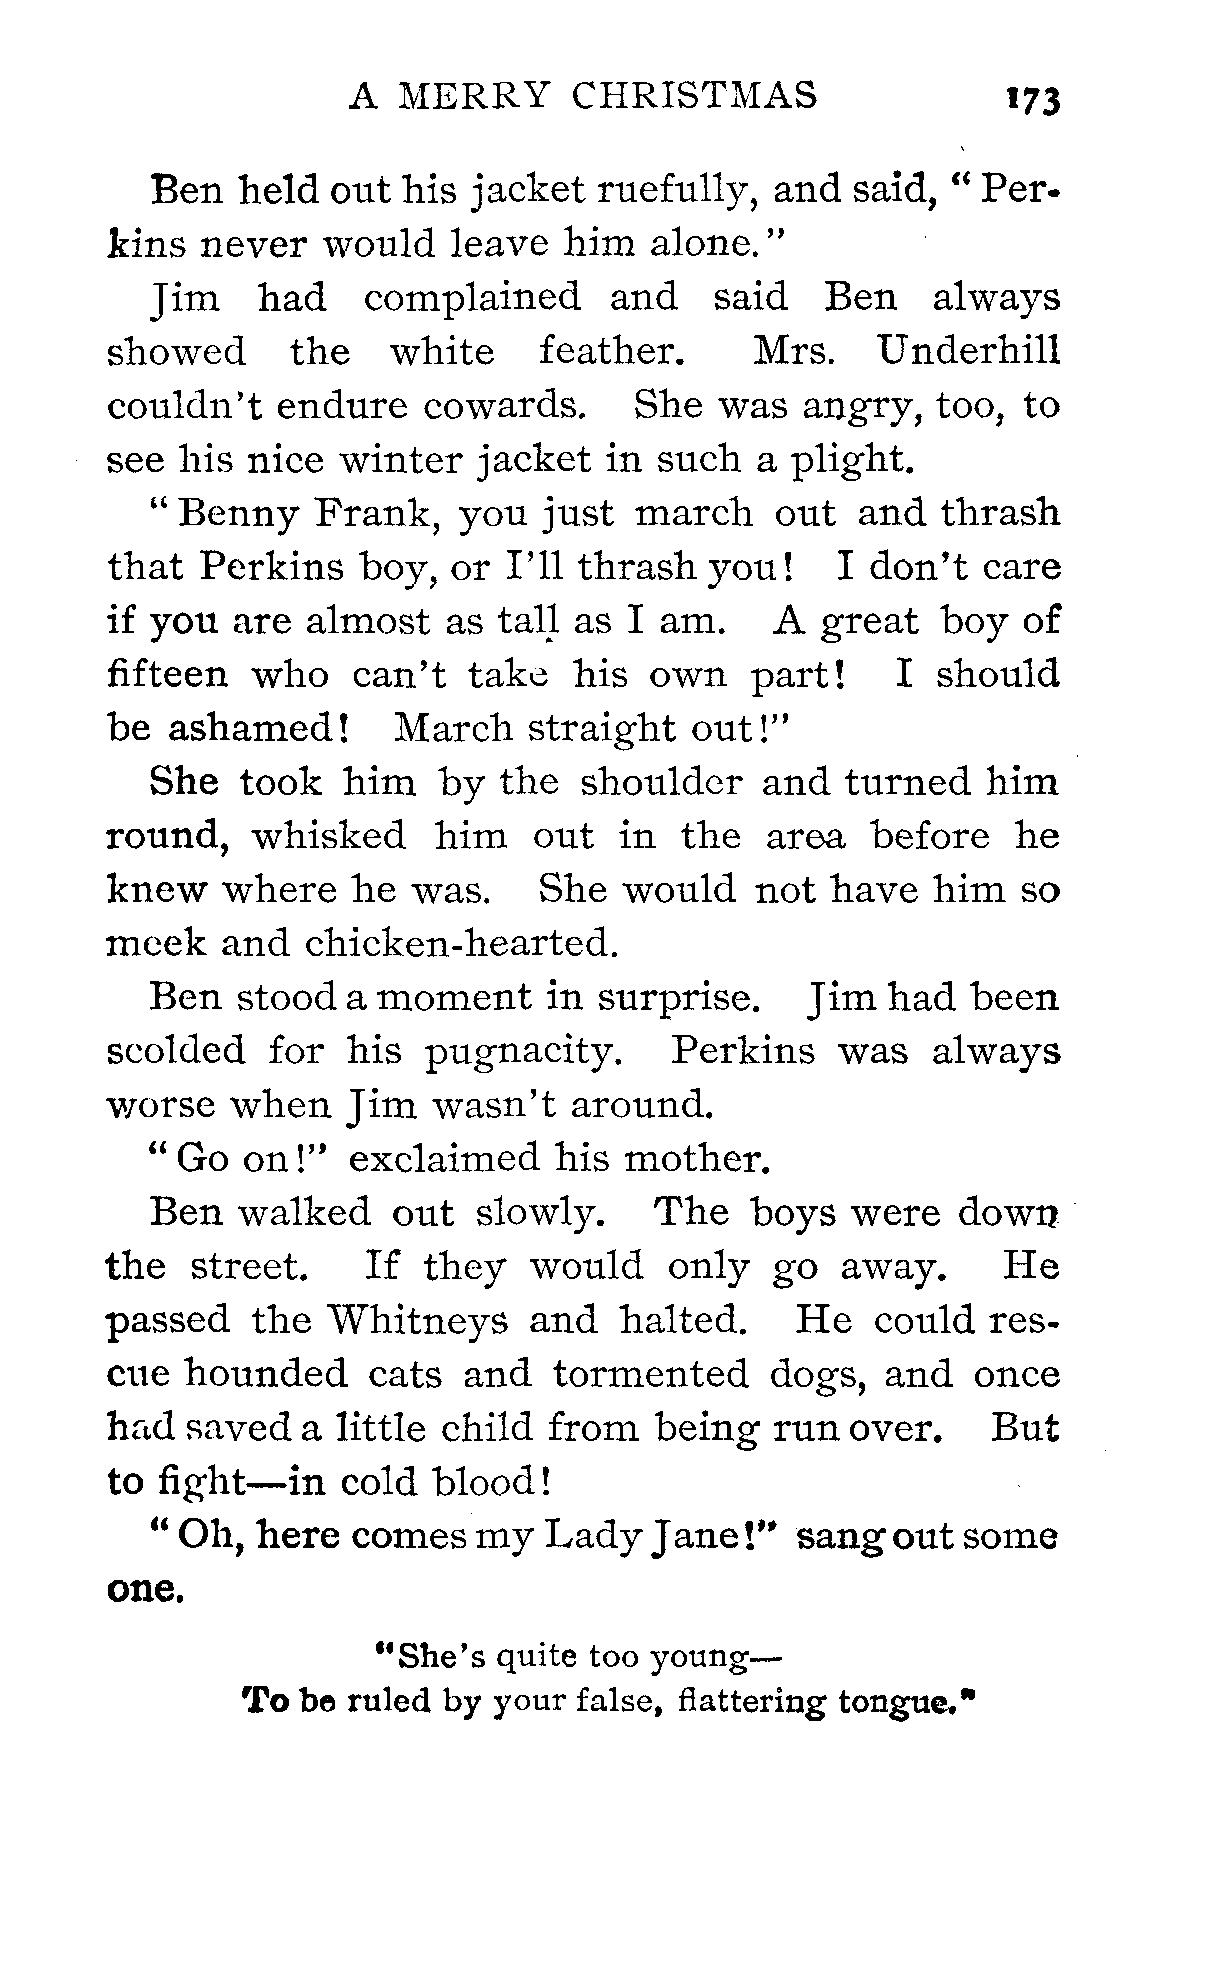 A MERRY CHRISTMAS 173
Ben held out his jacket ruefully, and said, "Per-
kins never would leave him alone."
Jim had complained and said Ben always
showed the white feather. Mrs. Underhill
couldn't endure cowards. She was angry, too, to
see his nice winter jacket in such a plight.
"Benny Frank, you just march out and thrash
that Perkins boy, or I'll thrash you! I don't care
if you are almost as tall as I am. A great boy of
fifteen who can't take his own part! I should
be ashamed! March straight out!"
She took him by the shoulder and turned him
round, whisked him out in the area before he
knew where he was. She would not have him so
meek and chicken-hearted.
Ben stood a moment in surprise. Jim had been
scolded for his pugnacity. Perkins was always
worse when Jim wasn't around.
"Go on!" exclaimed his mother.
Ben walked out slowly. The boys were down
the street. If they would only go away. He
passed the Whitneys and halted. He could res-
cue hounded cats and tormented dogs, and once
had saved a little child from being run over. But
to fight—in cold blood!
"Oh, here comes my Lady Jane!" sang out some
one.
"She's quite too young—
To be ruled by your false, flattering tongue."